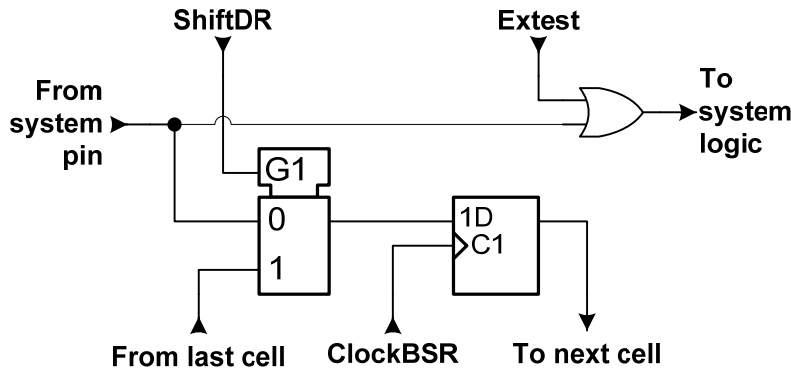 ShiftDR
Extest
From
system
pin
To
system
logic
G1
0
1
1D
C1
From last cell
ClockBSR
To next cell